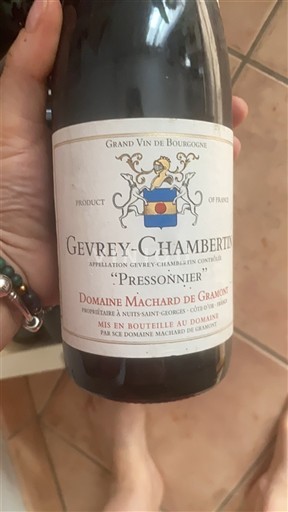 GRAND VIN DE BOURGOGNE
PRODUCT OF FRANCE
GEVREY-CHAMBERTIN
APPELLATION GEVREY-CHAMBERTIN CONTRÔLÉE
"PRESSONNIER"
DOMAINE MACHARD DE GRAMONT
PROPRIÉTAIRE À NUITS-SAINT-GEORGES - CÔTE-D'OR -
MIS EN BOUTEILLE AU DOMAINE
PAR SCE DOMAINE MACHARD DE GRAMONT